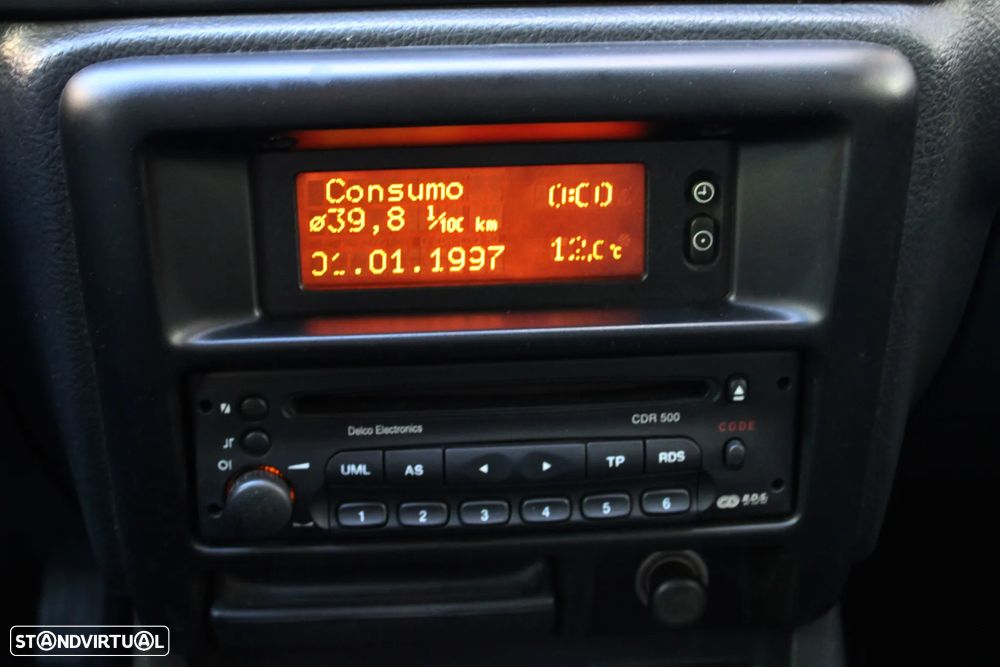 Consumo 0:00
ø39,8 l/100 km
01.01.1997 12,0 ℃
Delco Electronics
CDR 500
CODE
UML AS TP RDS
1 2 3 4 5 6
STANDVIRTUAL